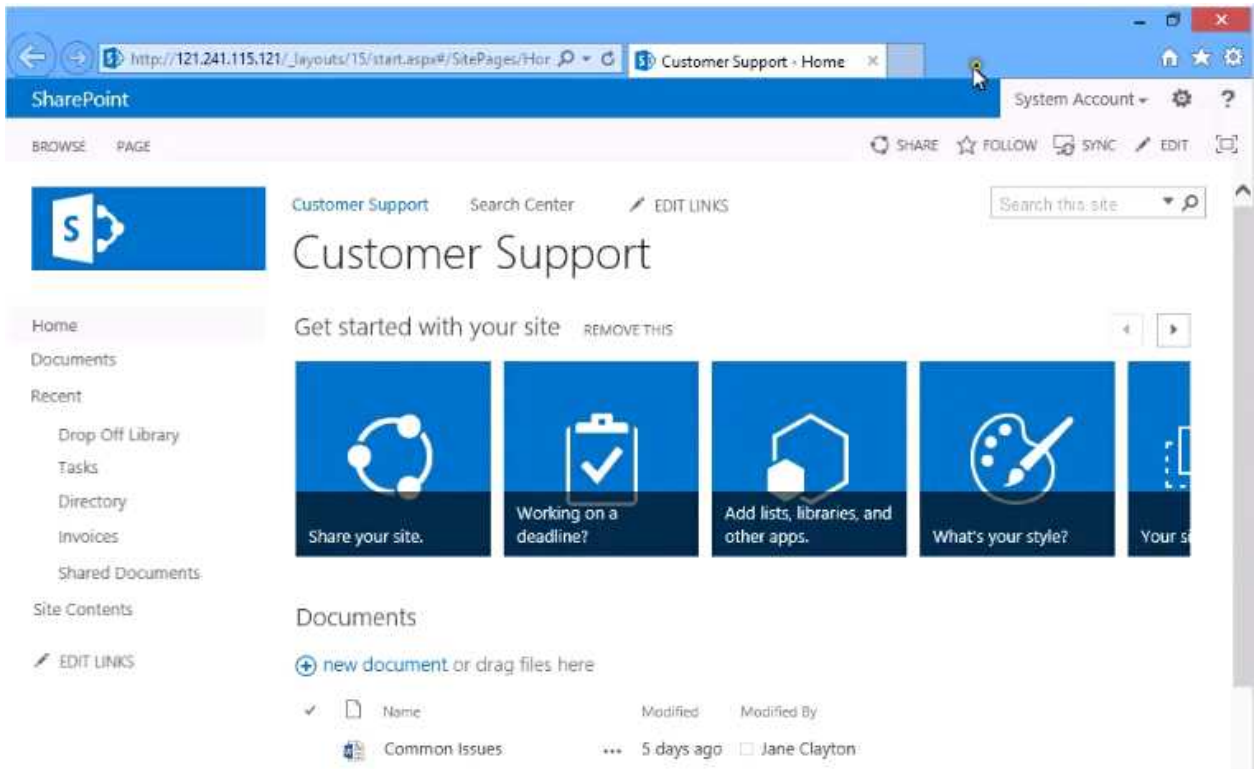 http://121.241.115.121/_layouts/15/start.aspx#/SitePages/Hor
Customer Support - Home
SharePoint
System Account
?
BROWSE PAGE
SHARE FOLLOW SYNC EDIT
S
Customer Support Search Center EDIT LINKS
Search this site
Customer Support
Home
Documents
Recent
Drop Off Library
Tasks
Directory
Invoices
Shared Documents
Site Contents
EDIT LINKS
Get started with your site REMOVE THIS
Share your site.
Working on a
deadline?
Add lists, libraries, and
other apps.
What's your style?
Your si
Documents
new document or drag files here
Name Modified Modified By
Common Issues ... 5 days ago Jane Clayton